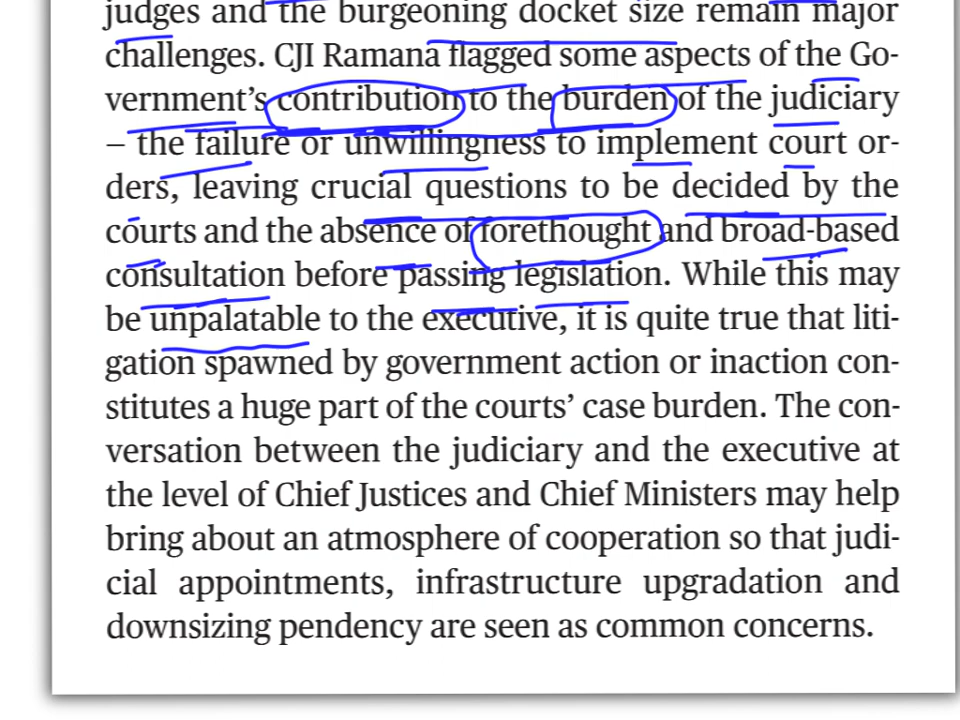 judges and the burgeoning docket size remain major
challenges. CJI Ramana flagged some aspects of the Go-
vernment's contribution to the burden of the judiciary
– the failure or unwillingness to implement court or-
ders, leaving crucial questions to be decided by the
courts and the absence of forethought and broad-based
consultation before passing legislation. While this may
be unpalatable to the executive, it is quite true that liti-
gation spawned by government action or inaction con-
stitutes a huge part of the courts' case burden. The con-
versation between the judiciary and the executive at
the level of Chief Justices and Chief Ministers may help
bring about an atmosphere of cooperation so that judi-
cial appointments, infrastructure upgradation and
downsizing pendency are seen as common concerns.